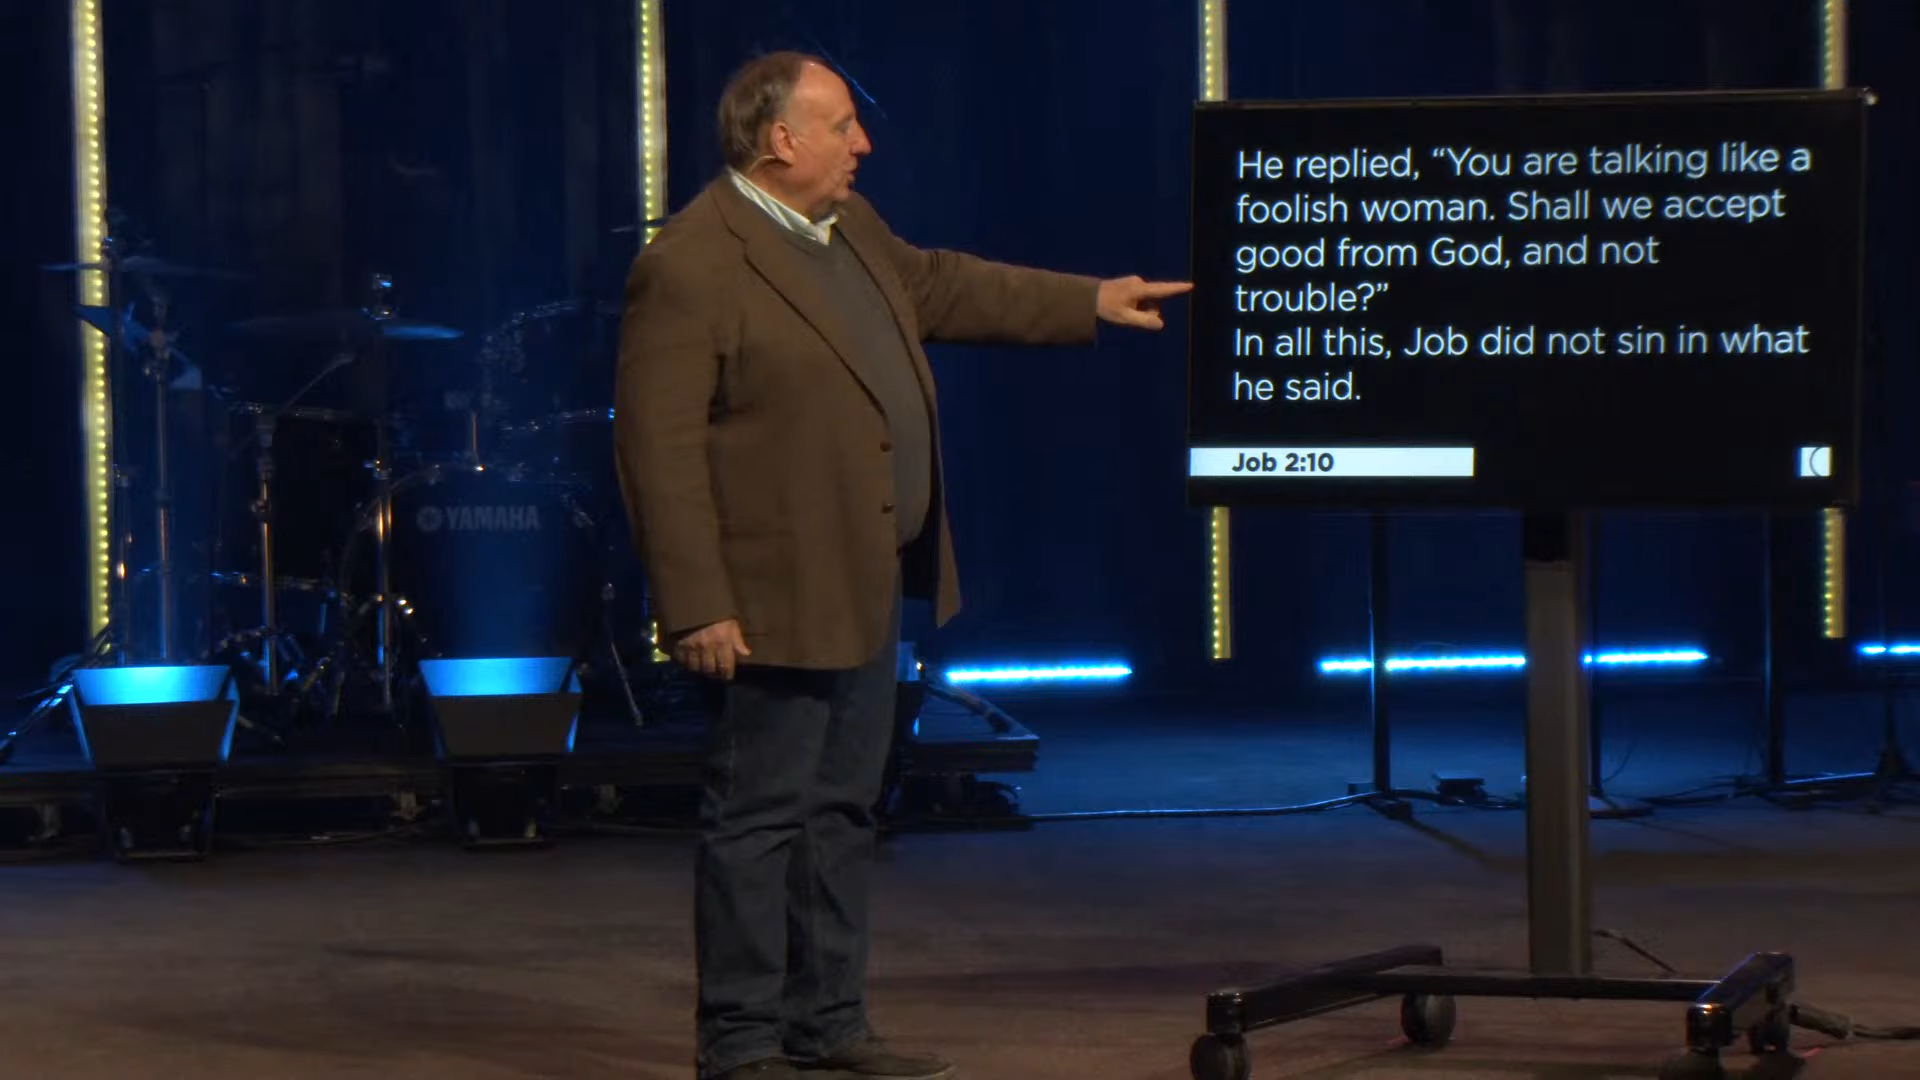 He replied, “You are talking like a
foolish woman. Shall we accept
good from God, and not
trouble?”
In all this, Job did not sin in what
he said.
Job 2:10
YAMAHA